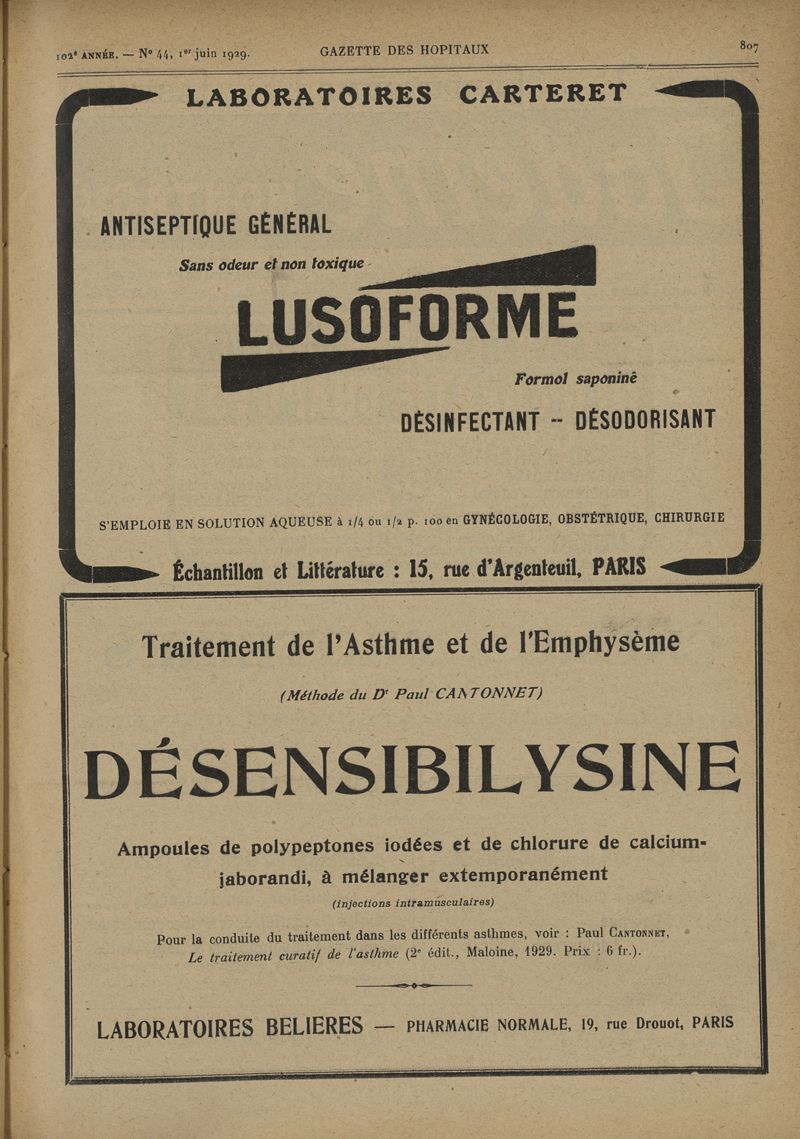 102e ANNÉE. — No 44, 1er juin 1929.
GAZETTE DES HOPITAUX
807
LABORATOIRES CARTERET
ANTISEPTIQUE GÉNÉRAL
Sans odeur et non toxique
LUSOFORME
Formol saponiné
DÉSINFECTANT -- DÉSODORISANT
S'EMPLOIE EN SOLUTION AQUEUSE à 1/4 ou 1/2 p. 100 en GYNÉCOLOGIE, OBSTÉTRIQUE, CHIRURGIE
Échantillon et Littérature : 15, rue d'Argenteuil, PARIS
Traitement de l'Asthme et de l'Emphysème
(Méthode du Dr Paul CANTONNET)
DÉSENSIBILYSINE
Ampoules de polypeptones iodées et de chlorure de calcium-
jaborandi, à mélanger extemporanément
(injections intramusculaires)
Pour la conduite du traitement dans les différents asthmes, voir : Paul CANTONNET,
Le traitement curatif de l'asthme (2e édit., Maloine, 1929. Prix : 6 fr.).
LABORATOIRES BELIERES — PHARMACIE NORMALE, 19, rue Drouot, PARIS